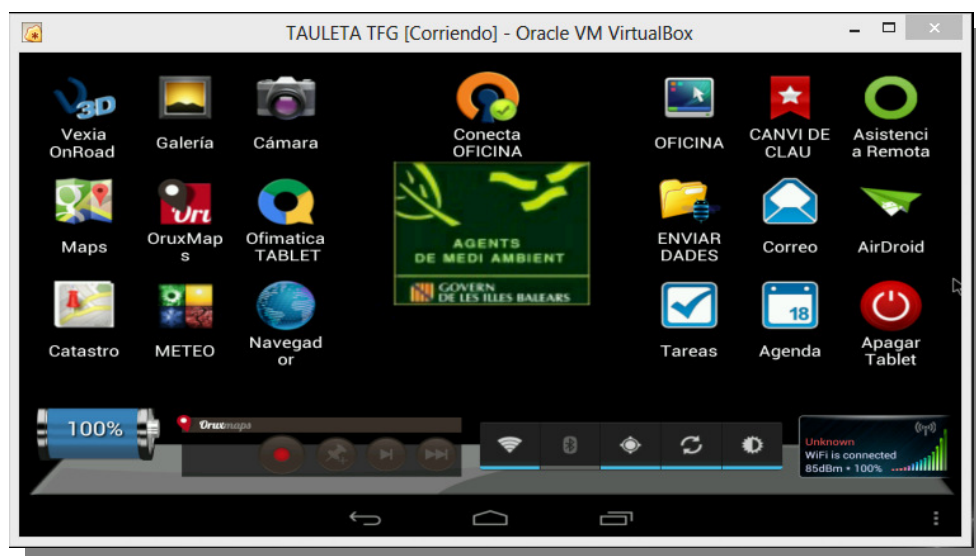 TAULETA TFG [Corriendo] - Oracle VM VirtualBox
3D
Vexia
OnRoad
Galería
Cámara
Conecta
OFICINA
OFICINA
CANVI DE
CLAU
Asistenci
a Remota
Maps
Oru
OruxMap
s
Ofimatica
TABLET
AGENTS
DE MEDI AMBIENT
GOVERN
DE LES ILLES BALEARS
ENVIAR
DADES
Correo
AirDroid
Catastro
METEO
Navegad
or
Tareas
18
Agenda
Apagar
Tablet
100%
Oruxmaps
Unknown
WiFi is connected
85dBm • 100%